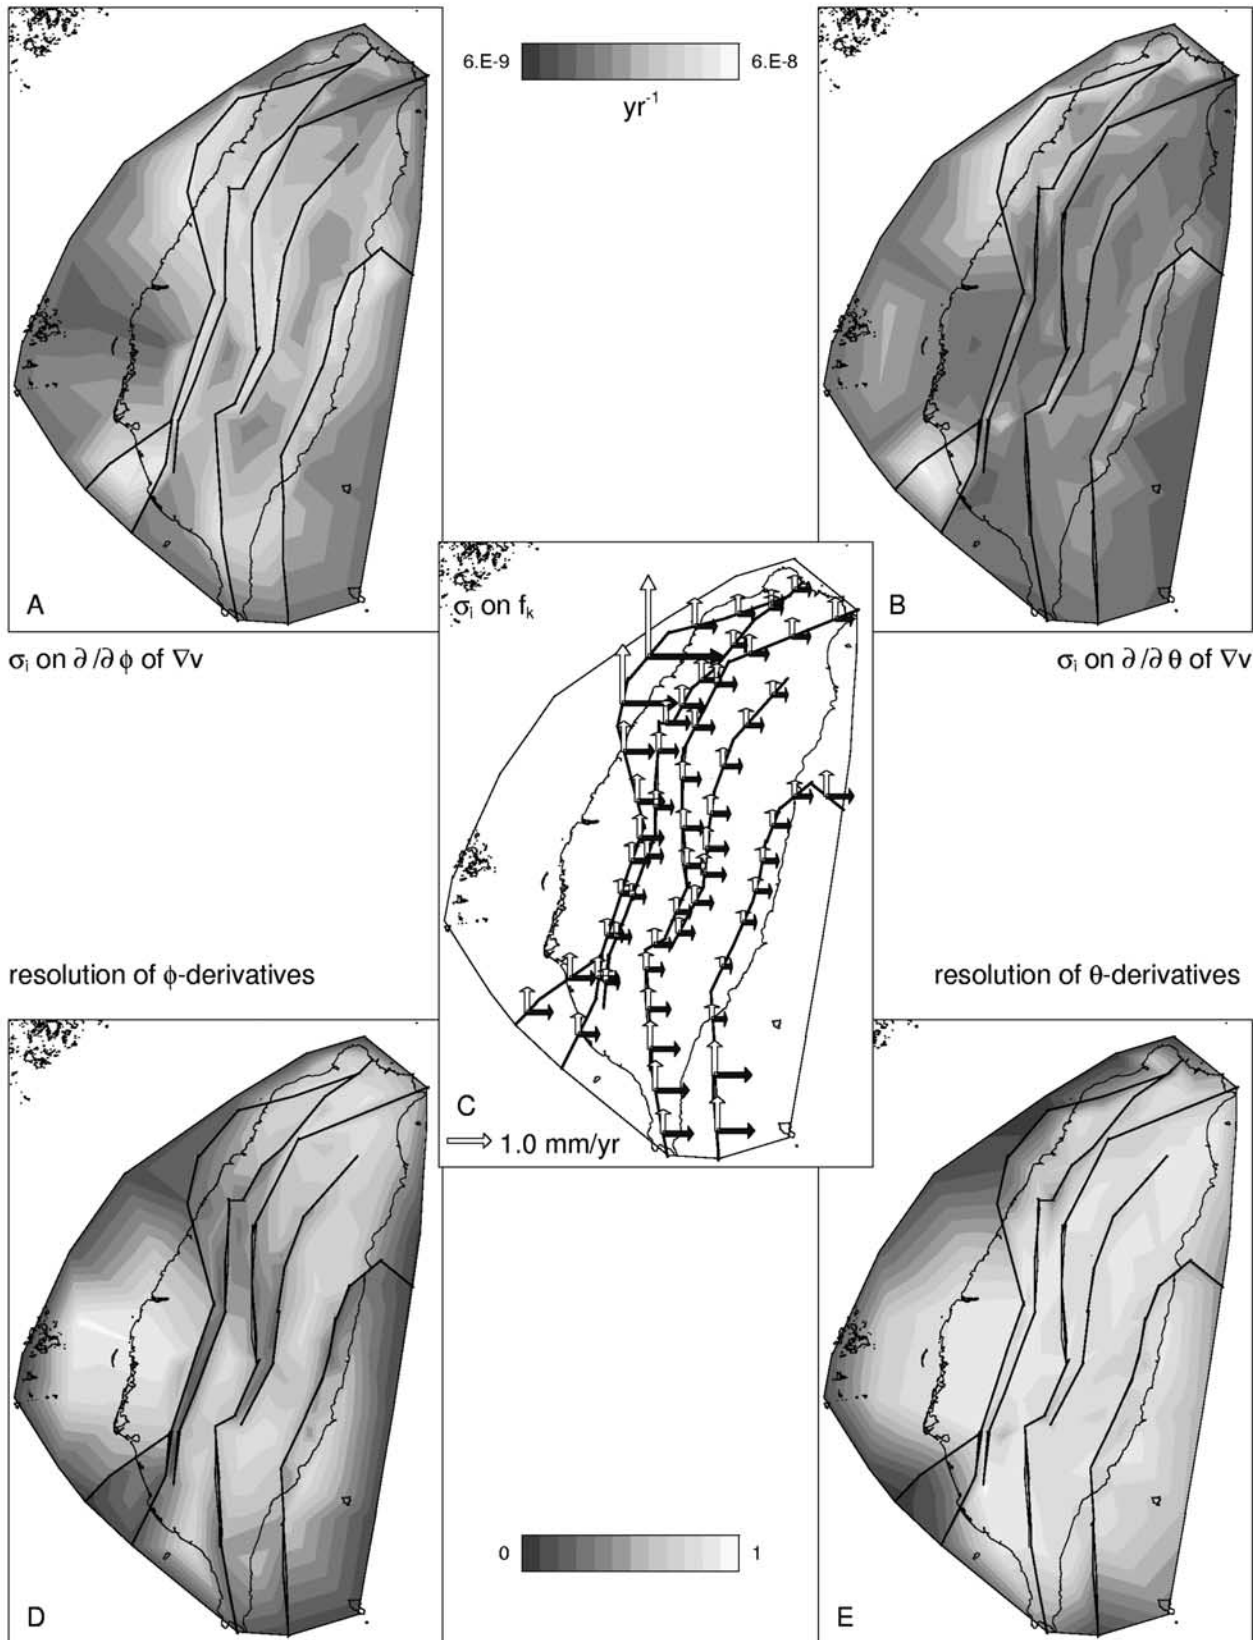 6.E-9
6.E-8
yr⁻¹
A
B
σᵢ on ∂ /∂ ϕ of ∇v
σᵢ on fₖ
σᵢ on ∂ /∂ θ of ∇v
resolution of ϕ-derivatives
resolution of θ-derivatives
C
1.0 mm/yr
0
1
D
E